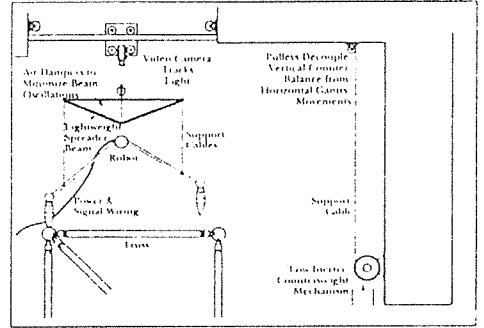 Video Camera
Tracks
Light
Air Dampers to
Minimize Beam
Oscillations
Pulleys Decouple
Vertical Counter
Balance from
Horizontal Gantry
Movements
Lightweight
Spreader
Beam
Support
Cables
Robot
Power &
Signal Wiring
Truss
Support
Cable
Low Inertia
Counterweight
Mechanism